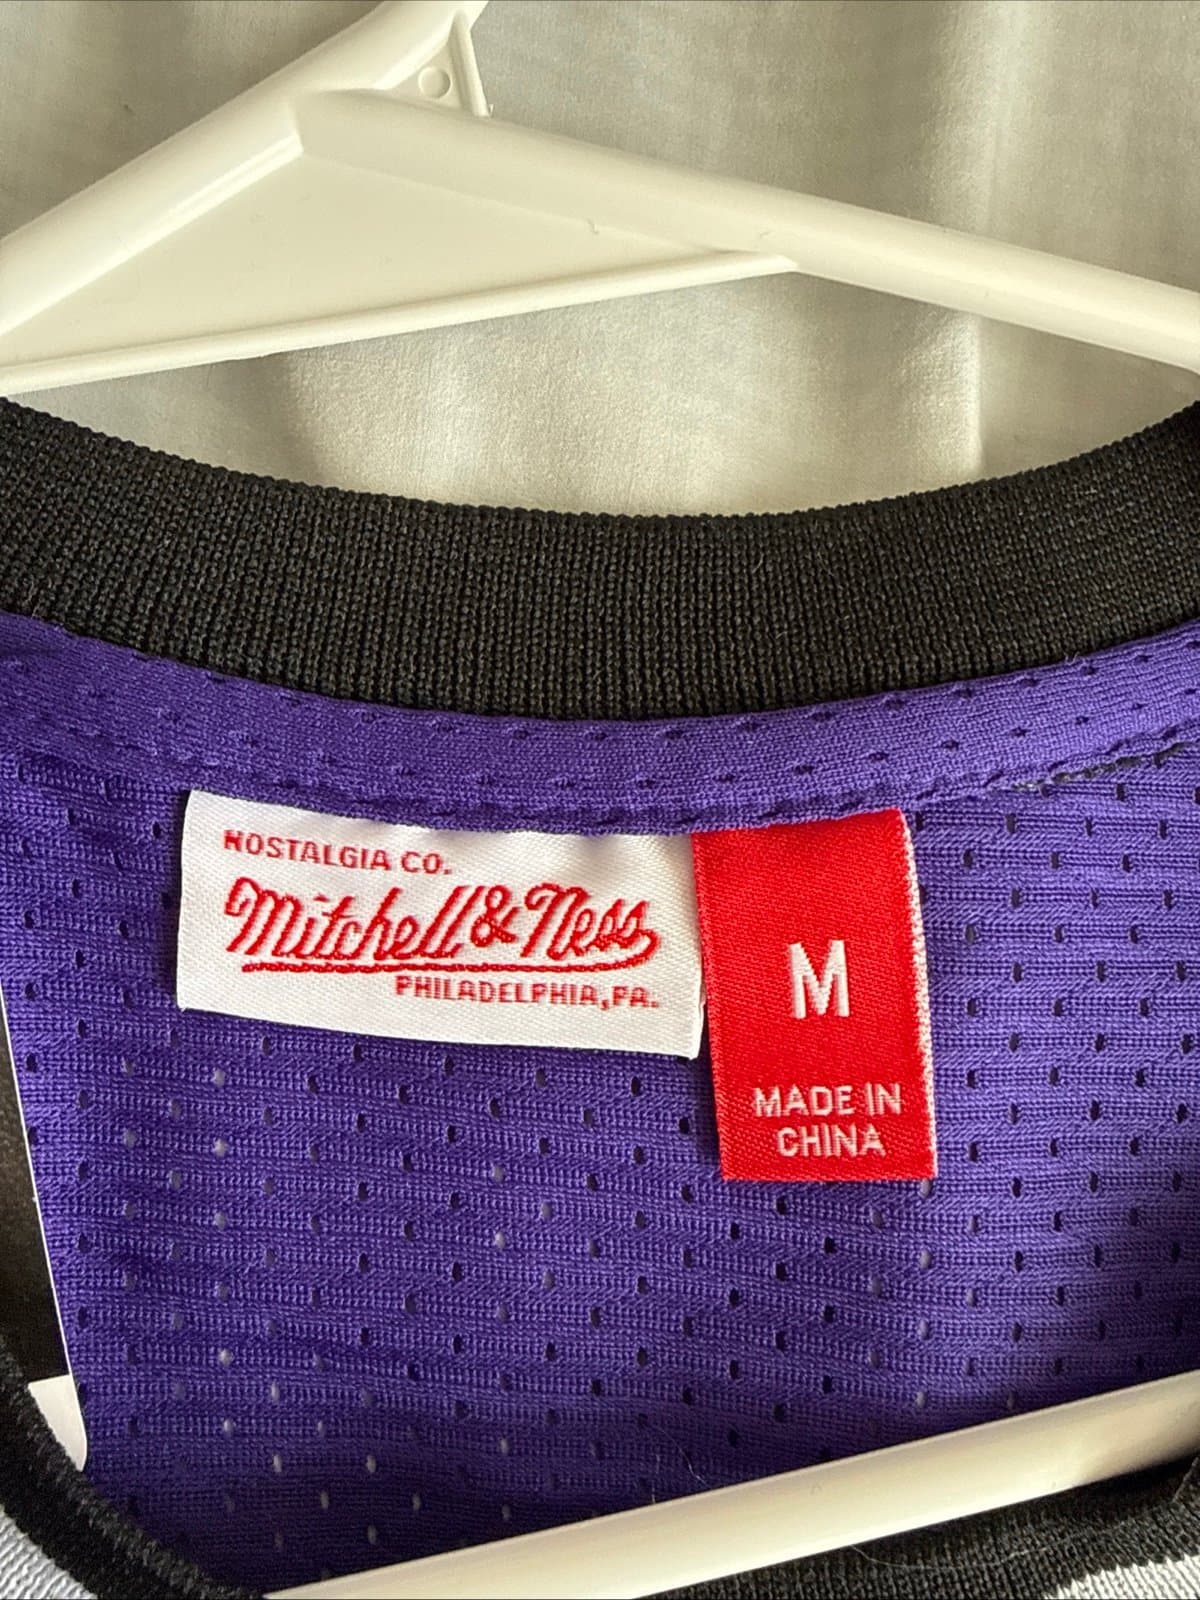 NOSTALGIA CO.
Mitchell & Ness
PHILADELPHIA, PA.
M
MADE IN
CHINA